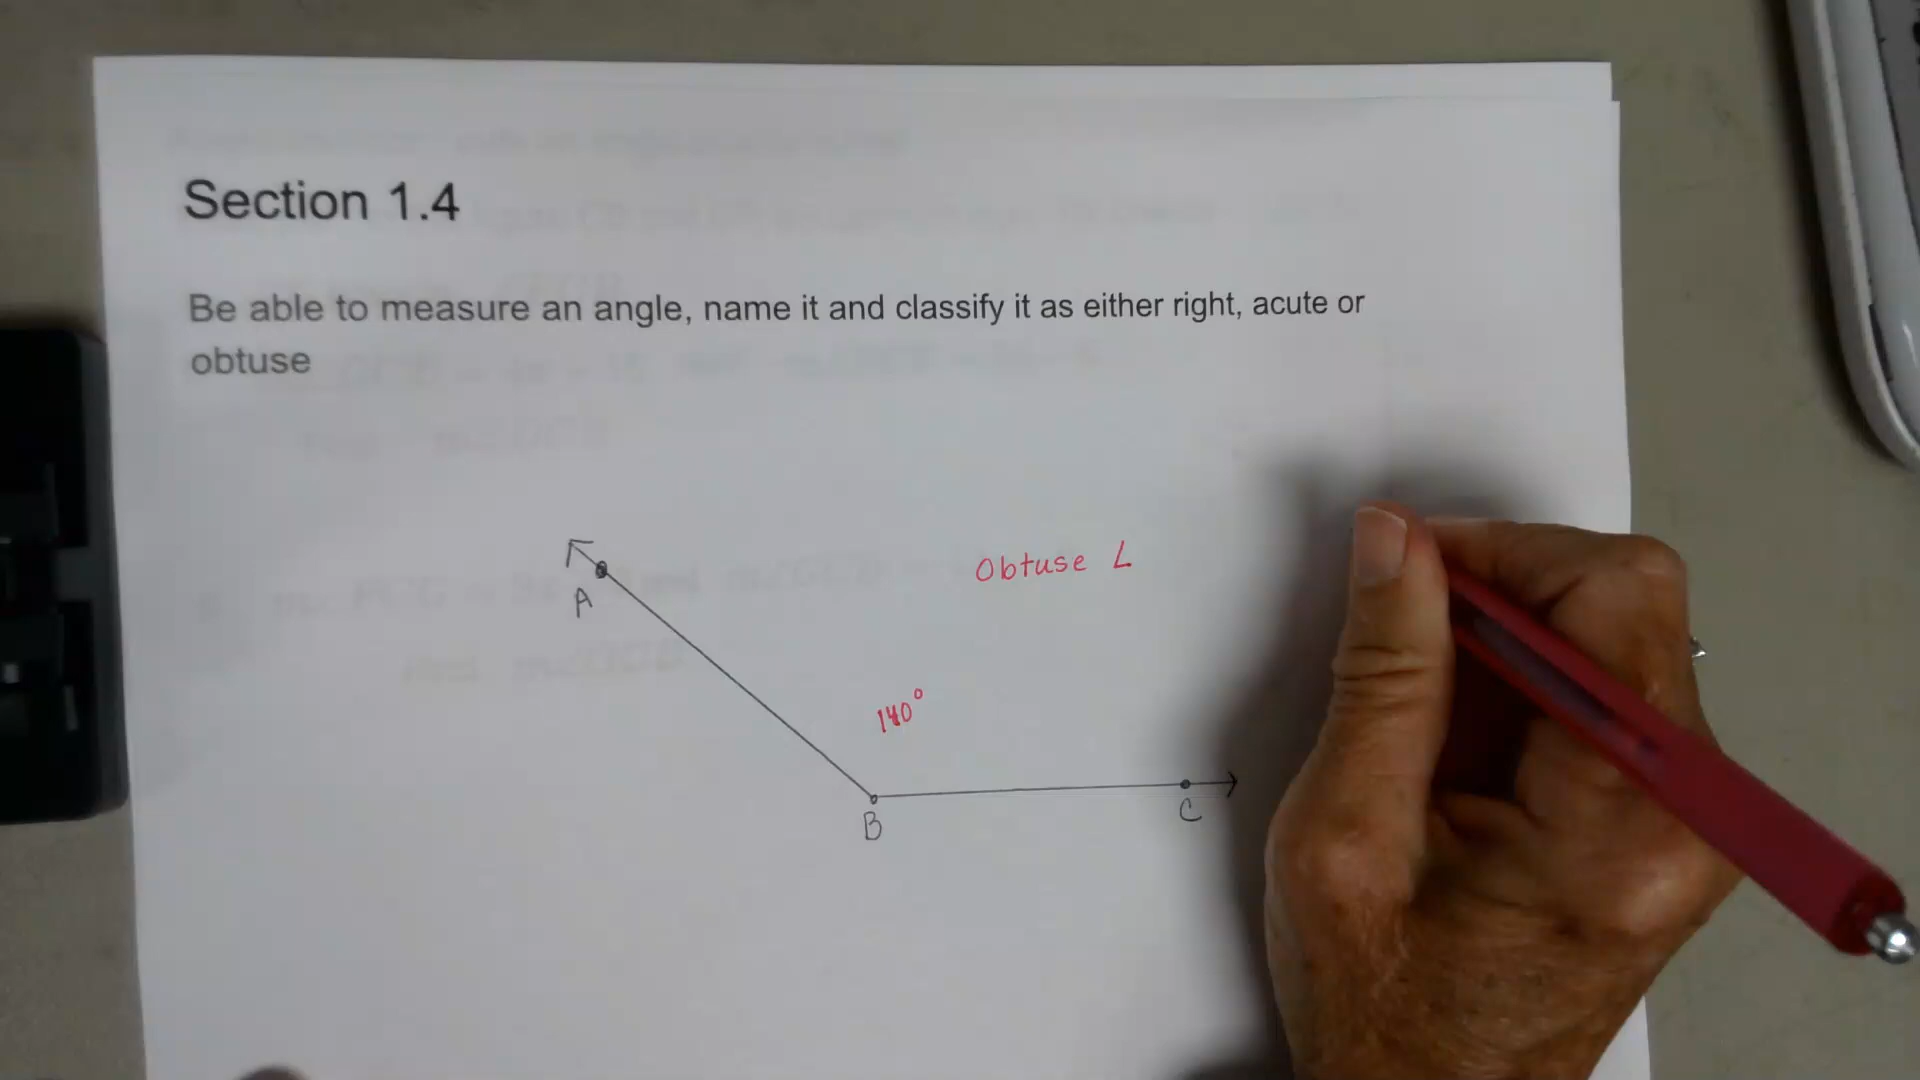 Section 1.4
Be able to measure an angle, name it and classify it as either right, acute or
obtuse
Obtuse ∠
A
140°
B
C